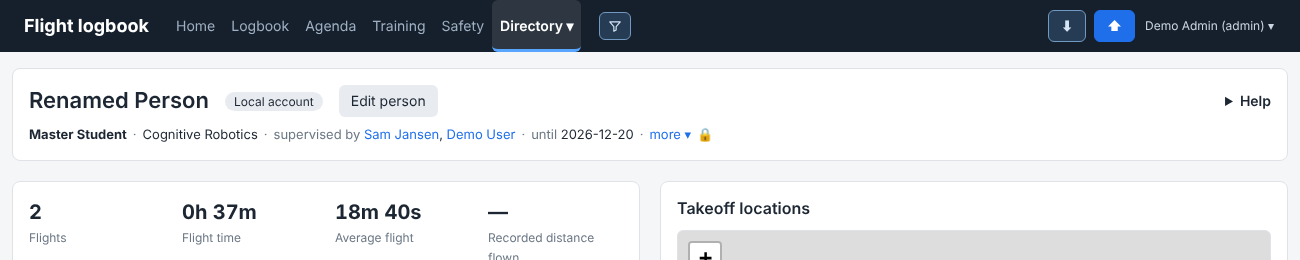 Flight logbook Home Logbook Agenda Training Safety Directory ▾ Demo Admin (admin) ▾
Renamed Person Local account Edit person ▶ Help
Master Student · Cognitive Robotics · supervised by Sam Jansen, Demo User · until 2026-12-20 · more ▾
2 0h 37m 18m 40s —
Flights Flight time Average flight Recorded distance flown
Takeoff locations
+